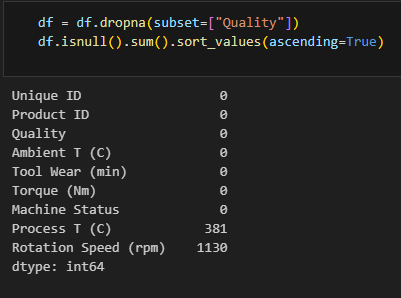 df = df.dropna(subset=["Quality"])
df.isnull().sum().sort_values(ascending=True)
Unique ID 0
Product ID 0
Quality 0
Ambient T (C) 0
Tool Wear (min) 0
Torque (Nm) 0
Machine Status 0
Process T (C) 381
Rotation Speed (rpm) 1130
dtype: int64